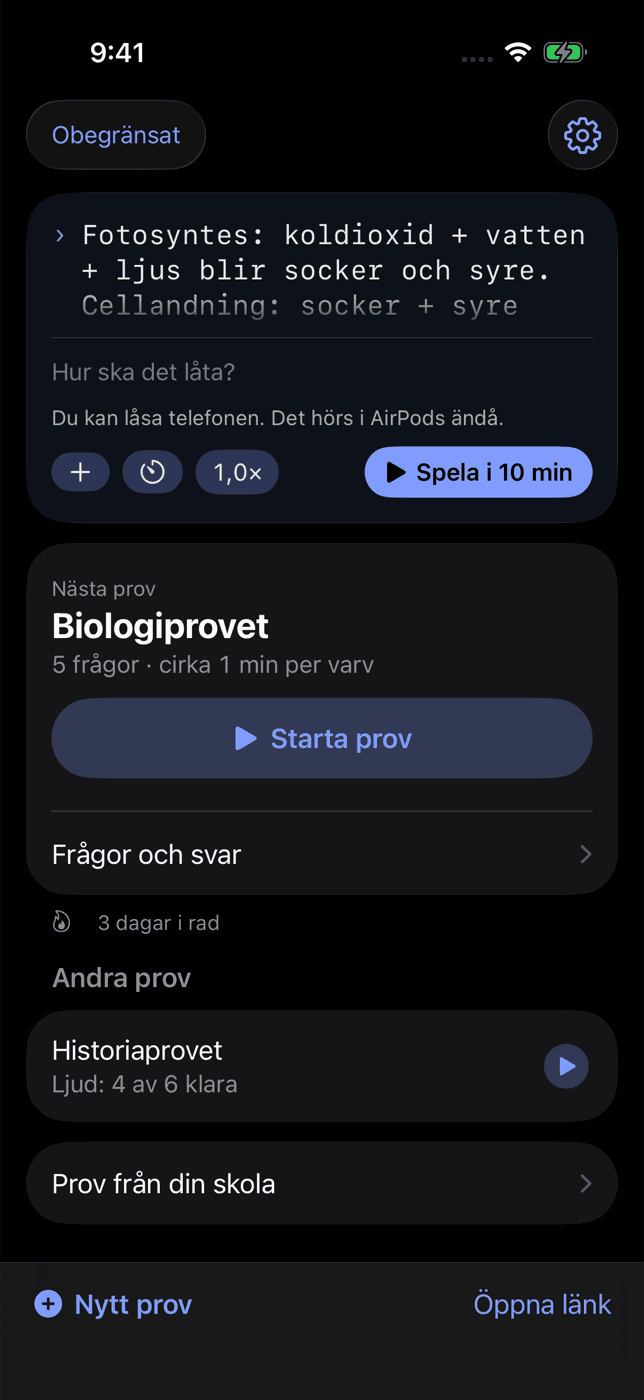 9:41
Obegränsat
› Fotosyntes: koldioxid + vatten
+ ljus blir socker och syre.
Cellandning: socker + syre
Hur ska det låta?
Du kan låsa telefonen. Det hörs i AirPods ändå.
1,0×
Spela i 10 min
Nästa prov
Biologiprovet
5 frågor · cirka 1 min per varv
Starta prov
Frågor och svar
3 dagar i rad
Andra prov
Historiaprovet
Ljud: 4 av 6 klara
Prov från din skola
Nytt prov
Öppna länk